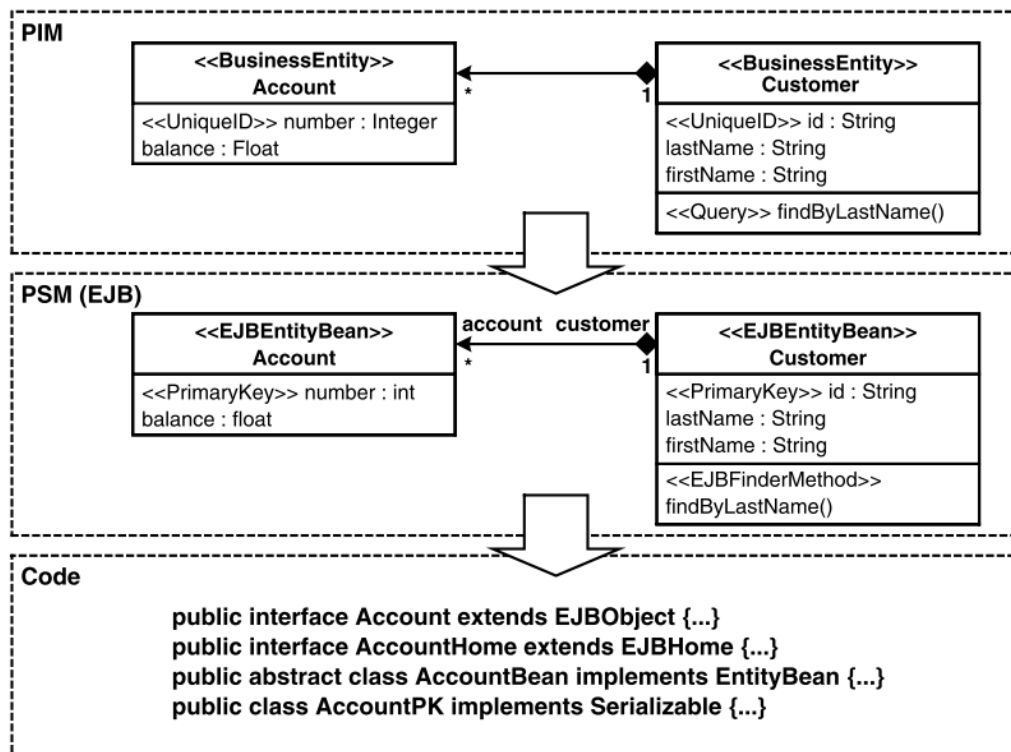 PIM
<<BusinessEntity>>
Account
<<UniqueID>> number : Integer
balance : Float
*
1
<<BusinessEntity>>
Customer
<<UniqueID>> id : String
lastName : String
firstName : String
<<Query>> findByLastName()
PSM (EJB)
<<EJBEntityBean>>
Account
<<PrimaryKey>> number : int
balance : float
account customer
*
1
<<EJBEntityBean>>
Customer
<<PrimaryKey>> id : String
lastName : String
firstName : String
<<EJBFinderMethod>>
findByLastName()
Code
public interface Account extends EJBObject {...}
public interface AccountHome extends EJBHome {...}
public abstract class AccountBean implements EntityBean {...}
public class AccountPK implements Serializable {...}